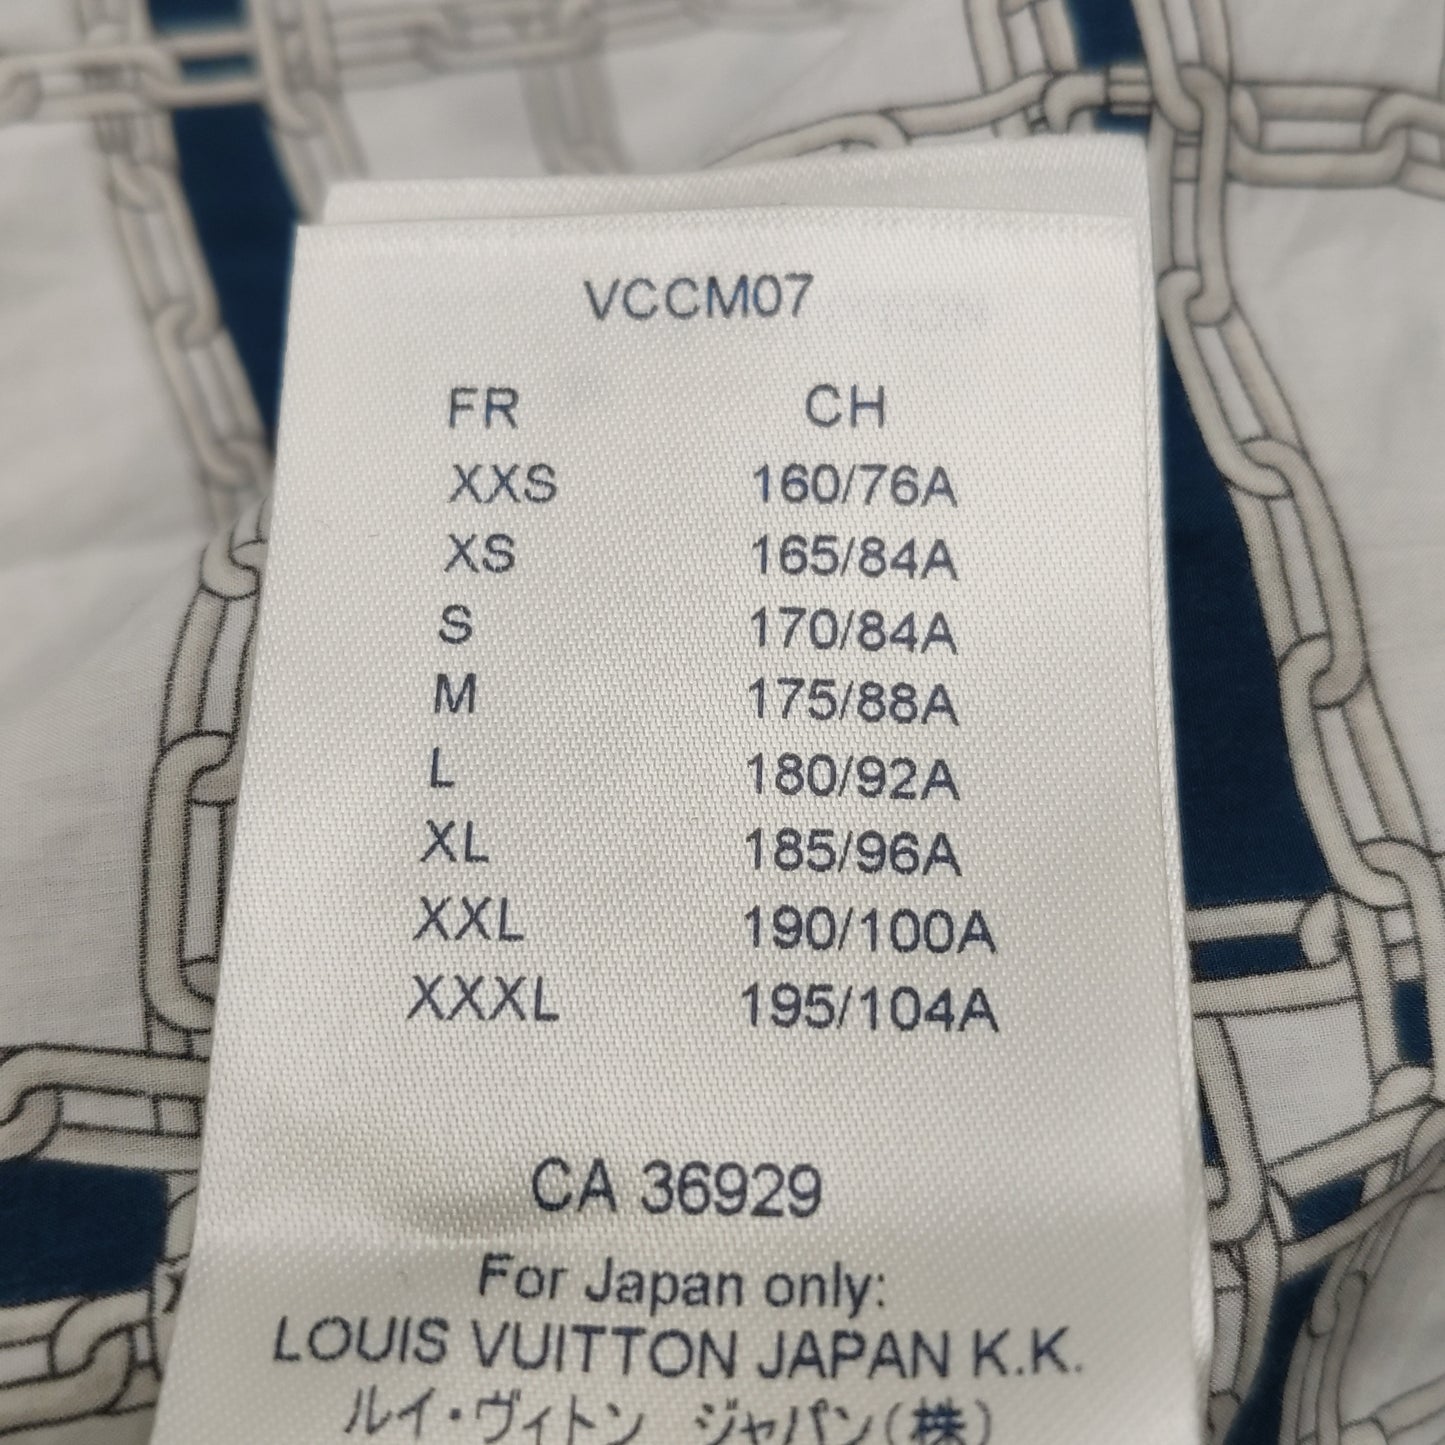 VCCM07
FR CH
XXS 160/76A
XS 165/84A
S 170/84A
M 175/88A
L 180/92A
XL 185/96A
XXL 190/100A
XXXL 195/104A
CA 36929
For Japan only:
LOUIS VUITTON JAPAN K.K.
ルイ・ヴィトン ジャパン(株)